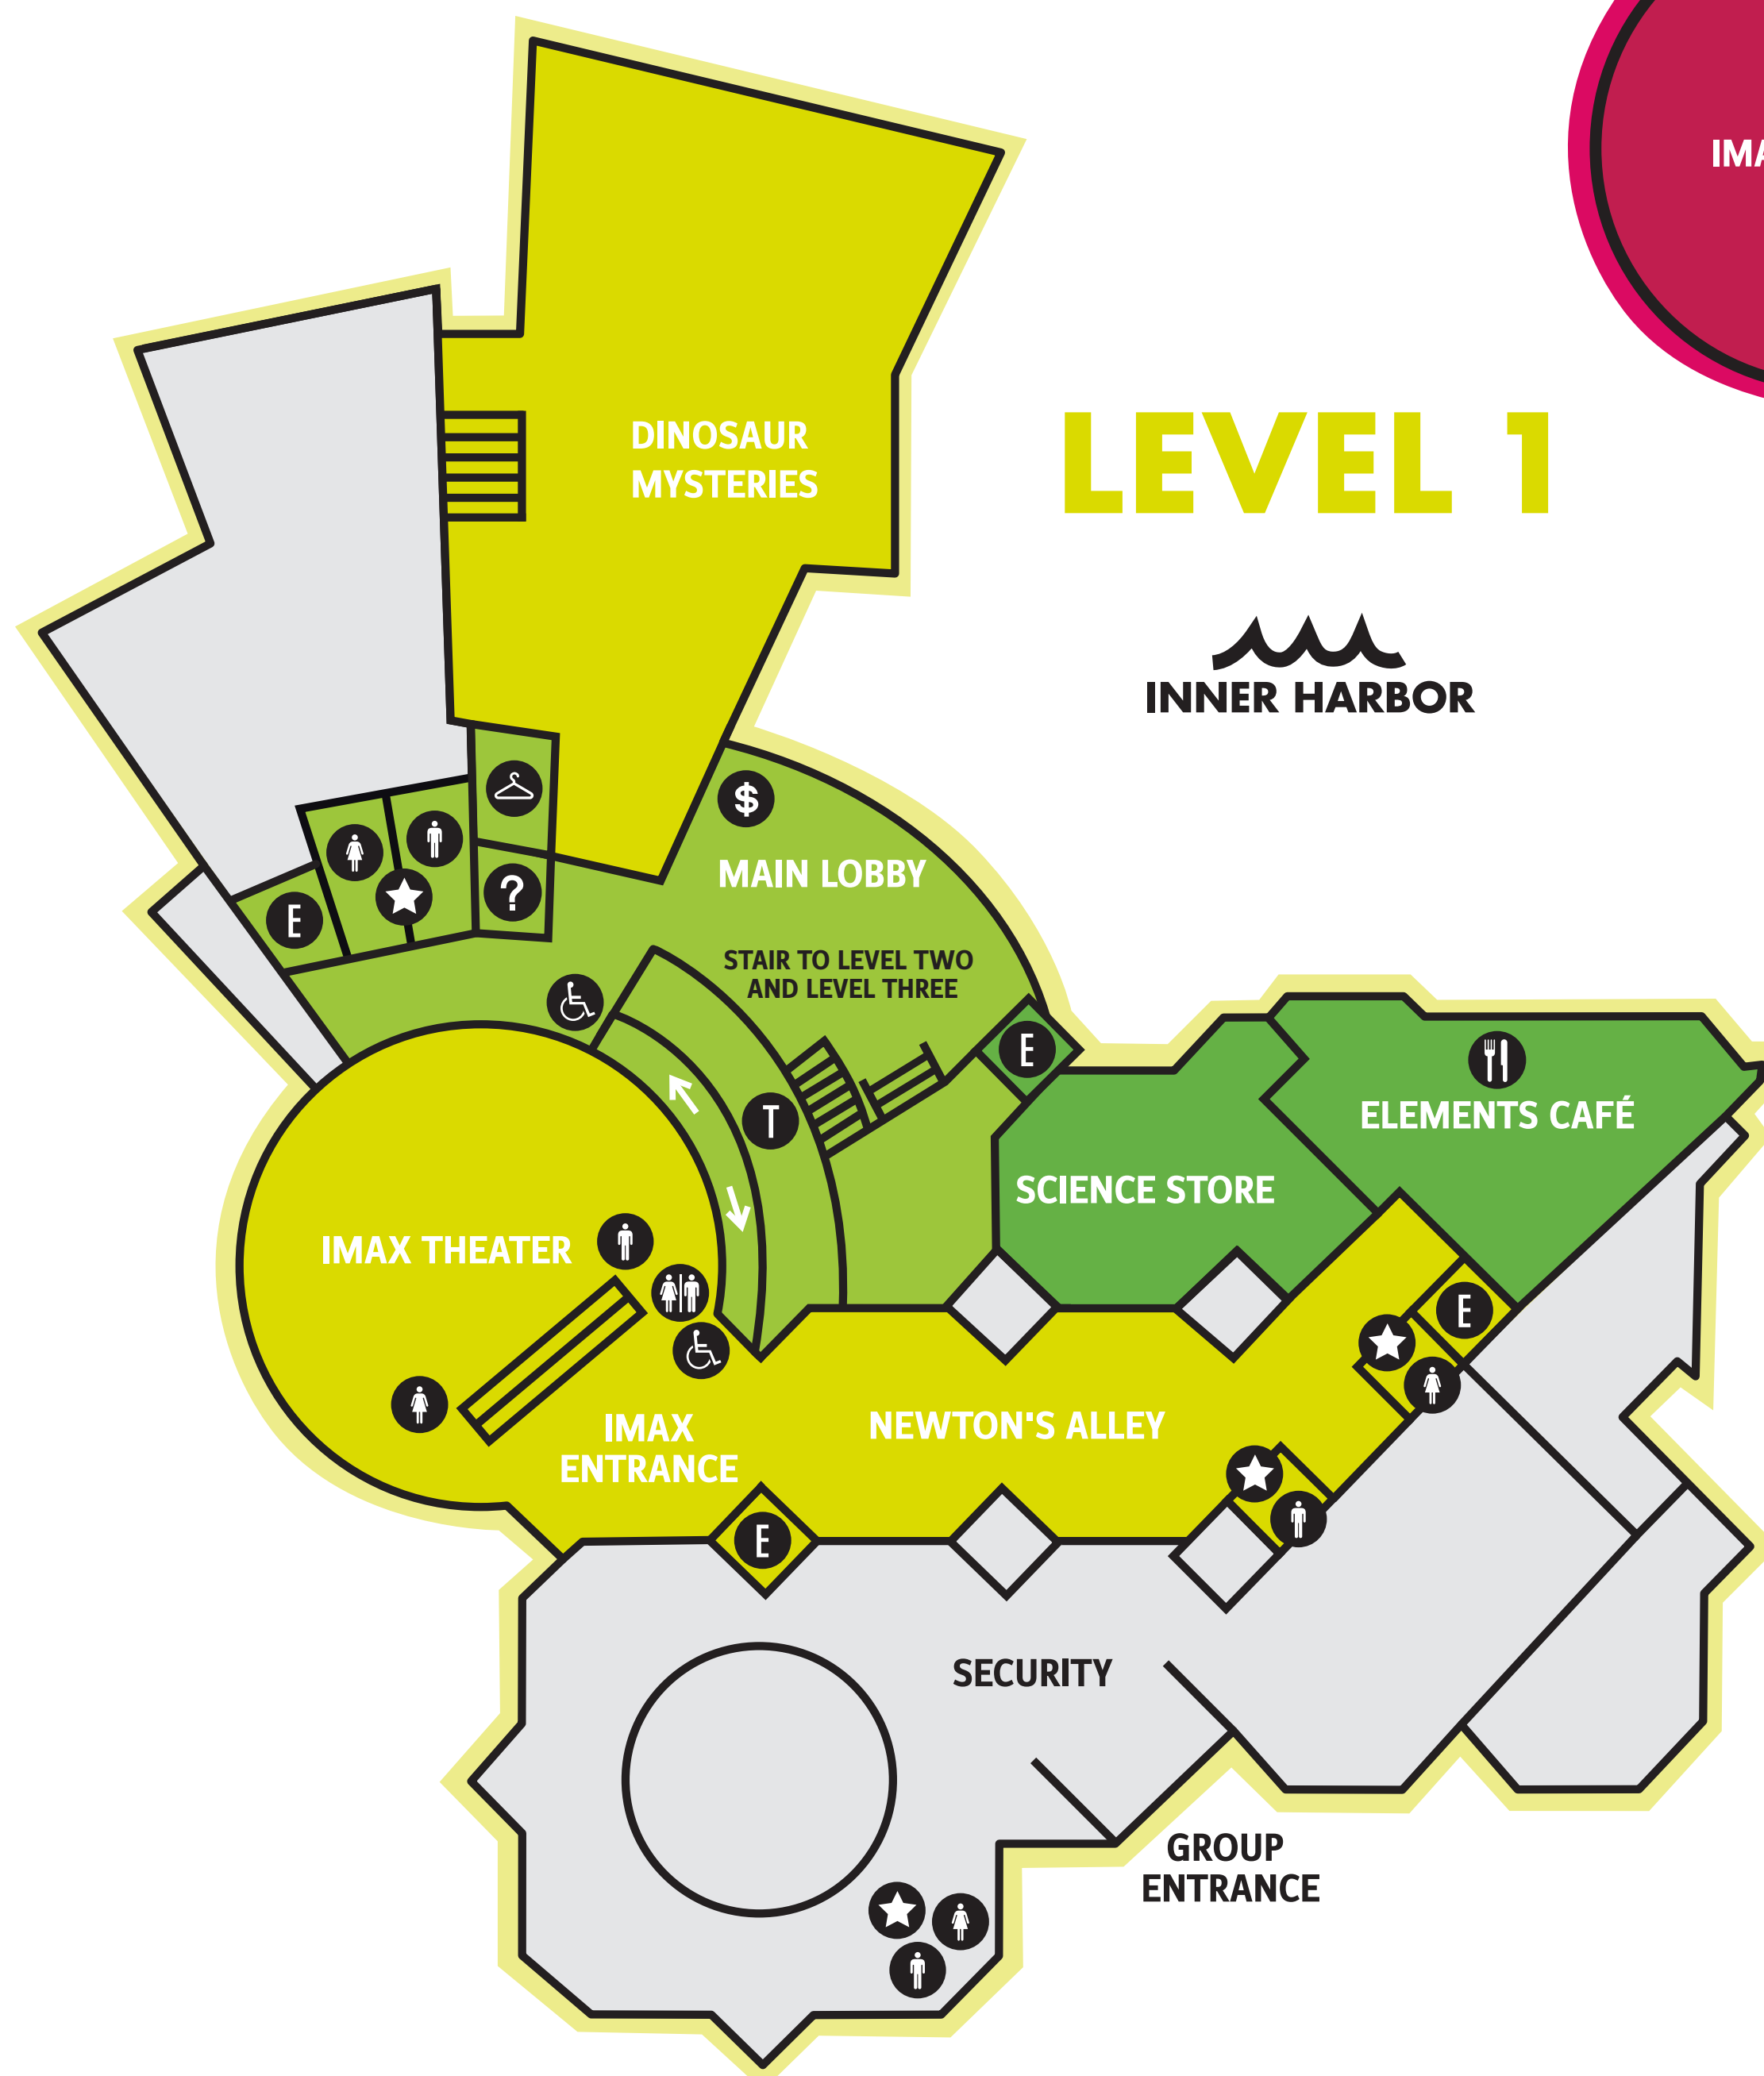 IMA
DINOSAUR
MYSTERIES
LEVEL 1
INNER HARBOR
$
MAIN LOBBY
?
E
STAIR TO LEVEL TWO
AND LEVEL THREE
E
T
ELEMENTS CAFÉ
SCIENCE STORE
IMAX THEATER
E
IMAX
ENTRANCE
NEWTON'S ALLEY
E
SECURITY
GROUP
ENTRANCE